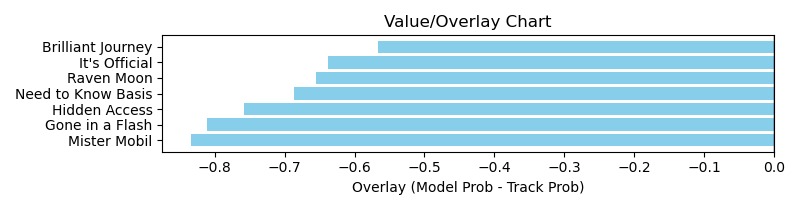 Value/Overlay Chart
Brilliant Journey
It's Official
Raven Moon
Need to Know Basis
Hidden Access
Gone in a Flash
Mister Mobil
−0.8 −0.7 −0.6 −0.5 −0.4 −0.3 −0.2 −0.1 0.0
Overlay (Model Prob - Track Prob)